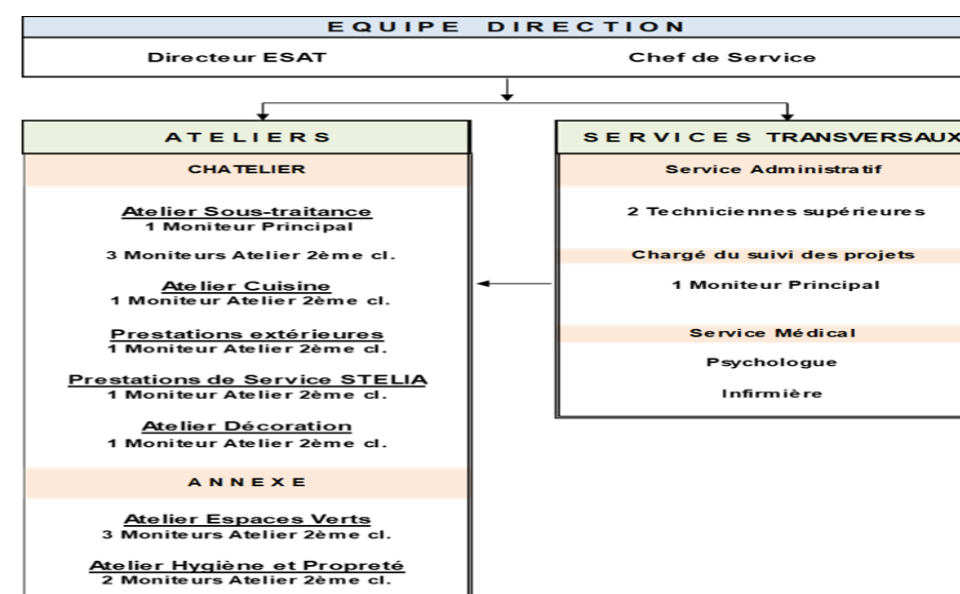 EQUIPE DIRECTION
Directeur ESAT
Chef de Service
ATELIERS
CHATELIER
Atelier Sous-traitance
1 Moniteur Principal
3 Moniteurs Atelier 2ème cl.
Atelier Cuisine
1 Moniteur Atelier 2ème cl.
Prestations extérieures
1 Moniteur Atelier 2ème cl.
Prestations de Service STELIA
1 Moniteur Atelier 2ème cl.
Atelier Décoration
1 Moniteur Atelier 2ème cl.
ANNEXE
Atelier Espaces Verts
3 Moniteurs Atelier 2ème cl.
Atelier Hygiène et Propreté
2 Moniteurs Atelier 2ème cl.
SERVICES TRANSVERSAUX
Service Administratif
2 Techniciennes supérieures
Chargé du suivi des projets
1 Moniteur Principal
Service Médical
Psychologue
Infirmière